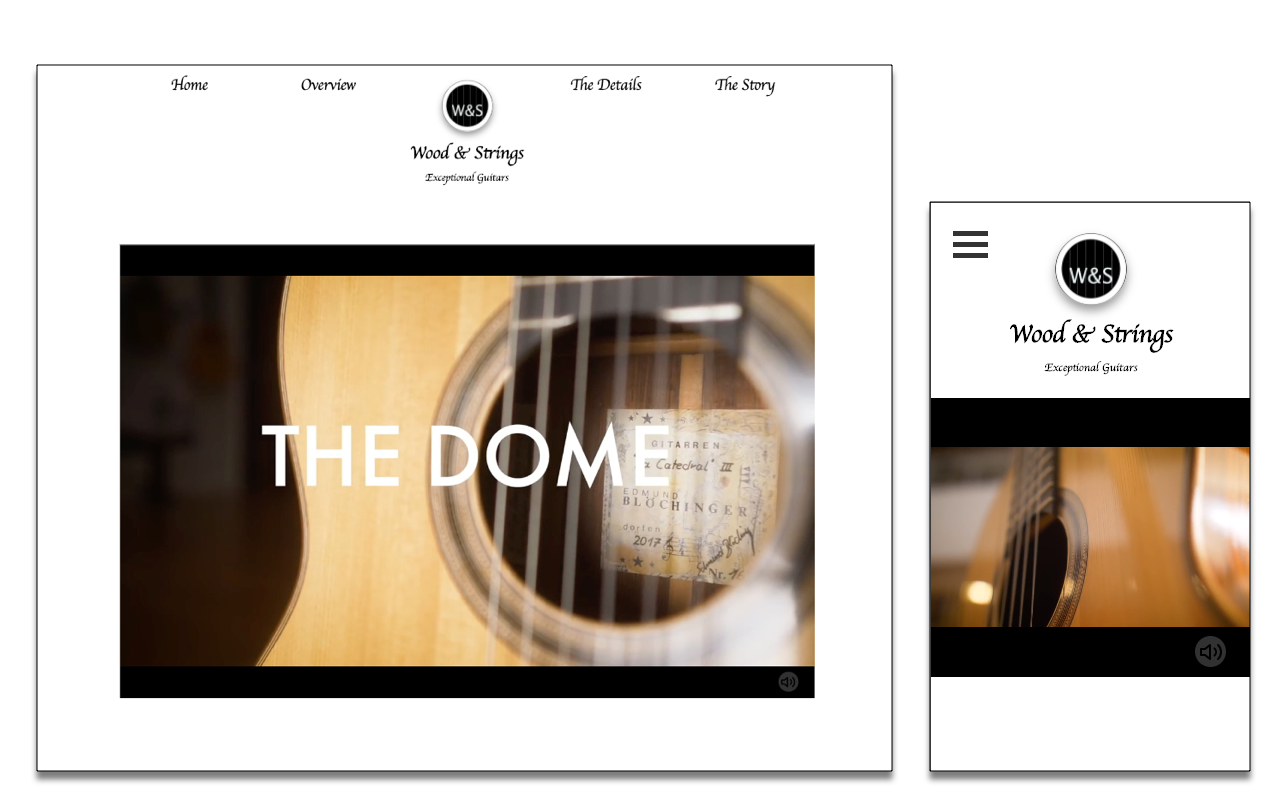 Home
Overview
The Details
The Story
W&S
Wood & Strings
Exceptional Guitars
THE DOME
GITARREN
Catedral" III
EDMUND
BLÖCHINGER
dorfen
2017
Nr.
W&S
Wood & Strings
Exceptional Guitars